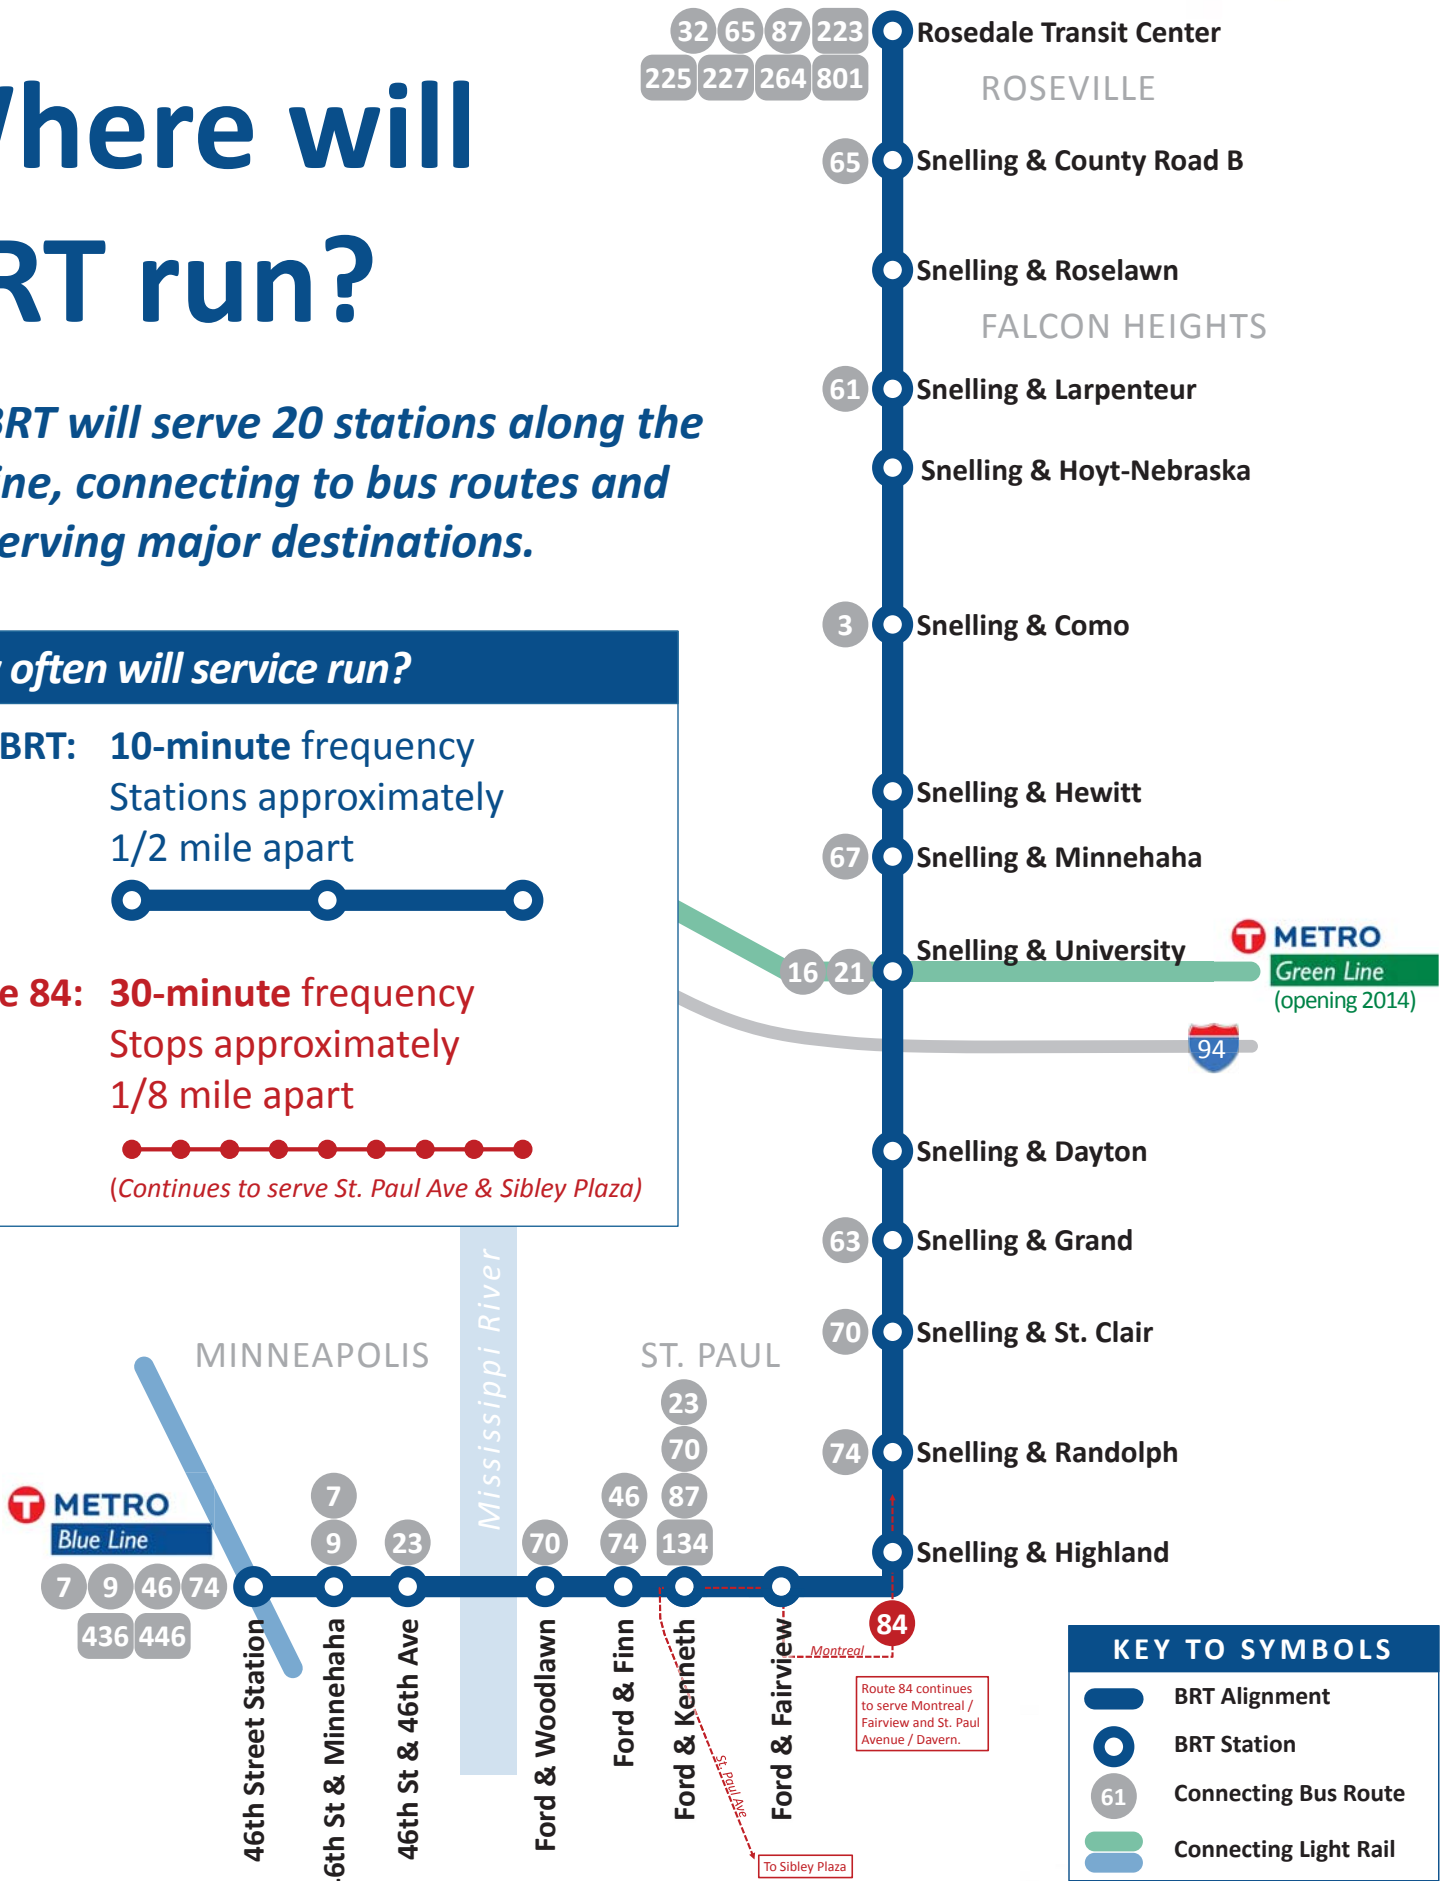 here will
RT run?
BRT will serve 20 stations along the
ine, connecting to bus routes and
erving major destinations.
often will service run?
BRT: 10-minute frequency
Stations approximately
1/2 mile apart
e 84: 30-minute frequency
Stops approximately
1/8 mile apart
(Continues to serve St. Paul Ave & Sibley Plaza)
32 65 87 223 Rosedale Transit Center
225 227 264 801
ROSEVILLE
65 Snelling & County Road B
Snelling & Roselawn
FALCON HEIGHTS
61 Snelling & Larpenteur
Snelling & Hoyt-Nebraska
3 Snelling & Como
Snelling & Hewitt
67 Snelling & Minnehaha
Snelling & University
16 21
T METRO
Green Line
(opening 2014)
94
Snelling & Dayton
63 Snelling & Grand
70 Snelling & St. Clair
74 Snelling & Randolph
Snelling & Highland
MINNEAPOLIS
Mississippi River
ST. PAUL
T METRO
Blue Line
7 9 46 74
436 446
7
9
23
70
46
74
23
70
87
134
84
46th Street Station
6th St & Minnehaha
46th St & 46th Ave
Ford & Woodlawn
Ford & Finn
Ford & Kenneth
Ford & Fairview
Montreal
St. Paul Ave
To Sibley Plaza
Route 84 continues
to serve Montreal /
Fairview and St. Paul
Avenue / Davern.
KEY TO SYMBOLS
BRT Alignment
BRT Station
61 Connecting Bus Route
Connecting Light Rail